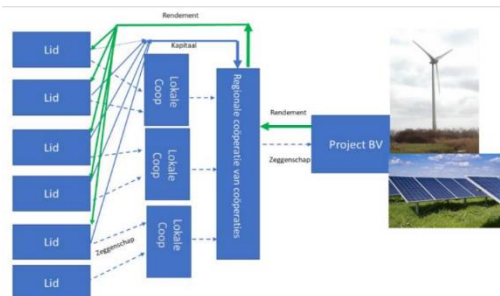 Rendement
Kapitaal
Lid
Lid
Lid
Lid
Lid
Lid
Zeggenschap
Lokale
Coop
Lokale
Coop
Lokale
Coop
Regionale coöperatie
van coöperaties
Rendement
Zeggenschap
Project BV